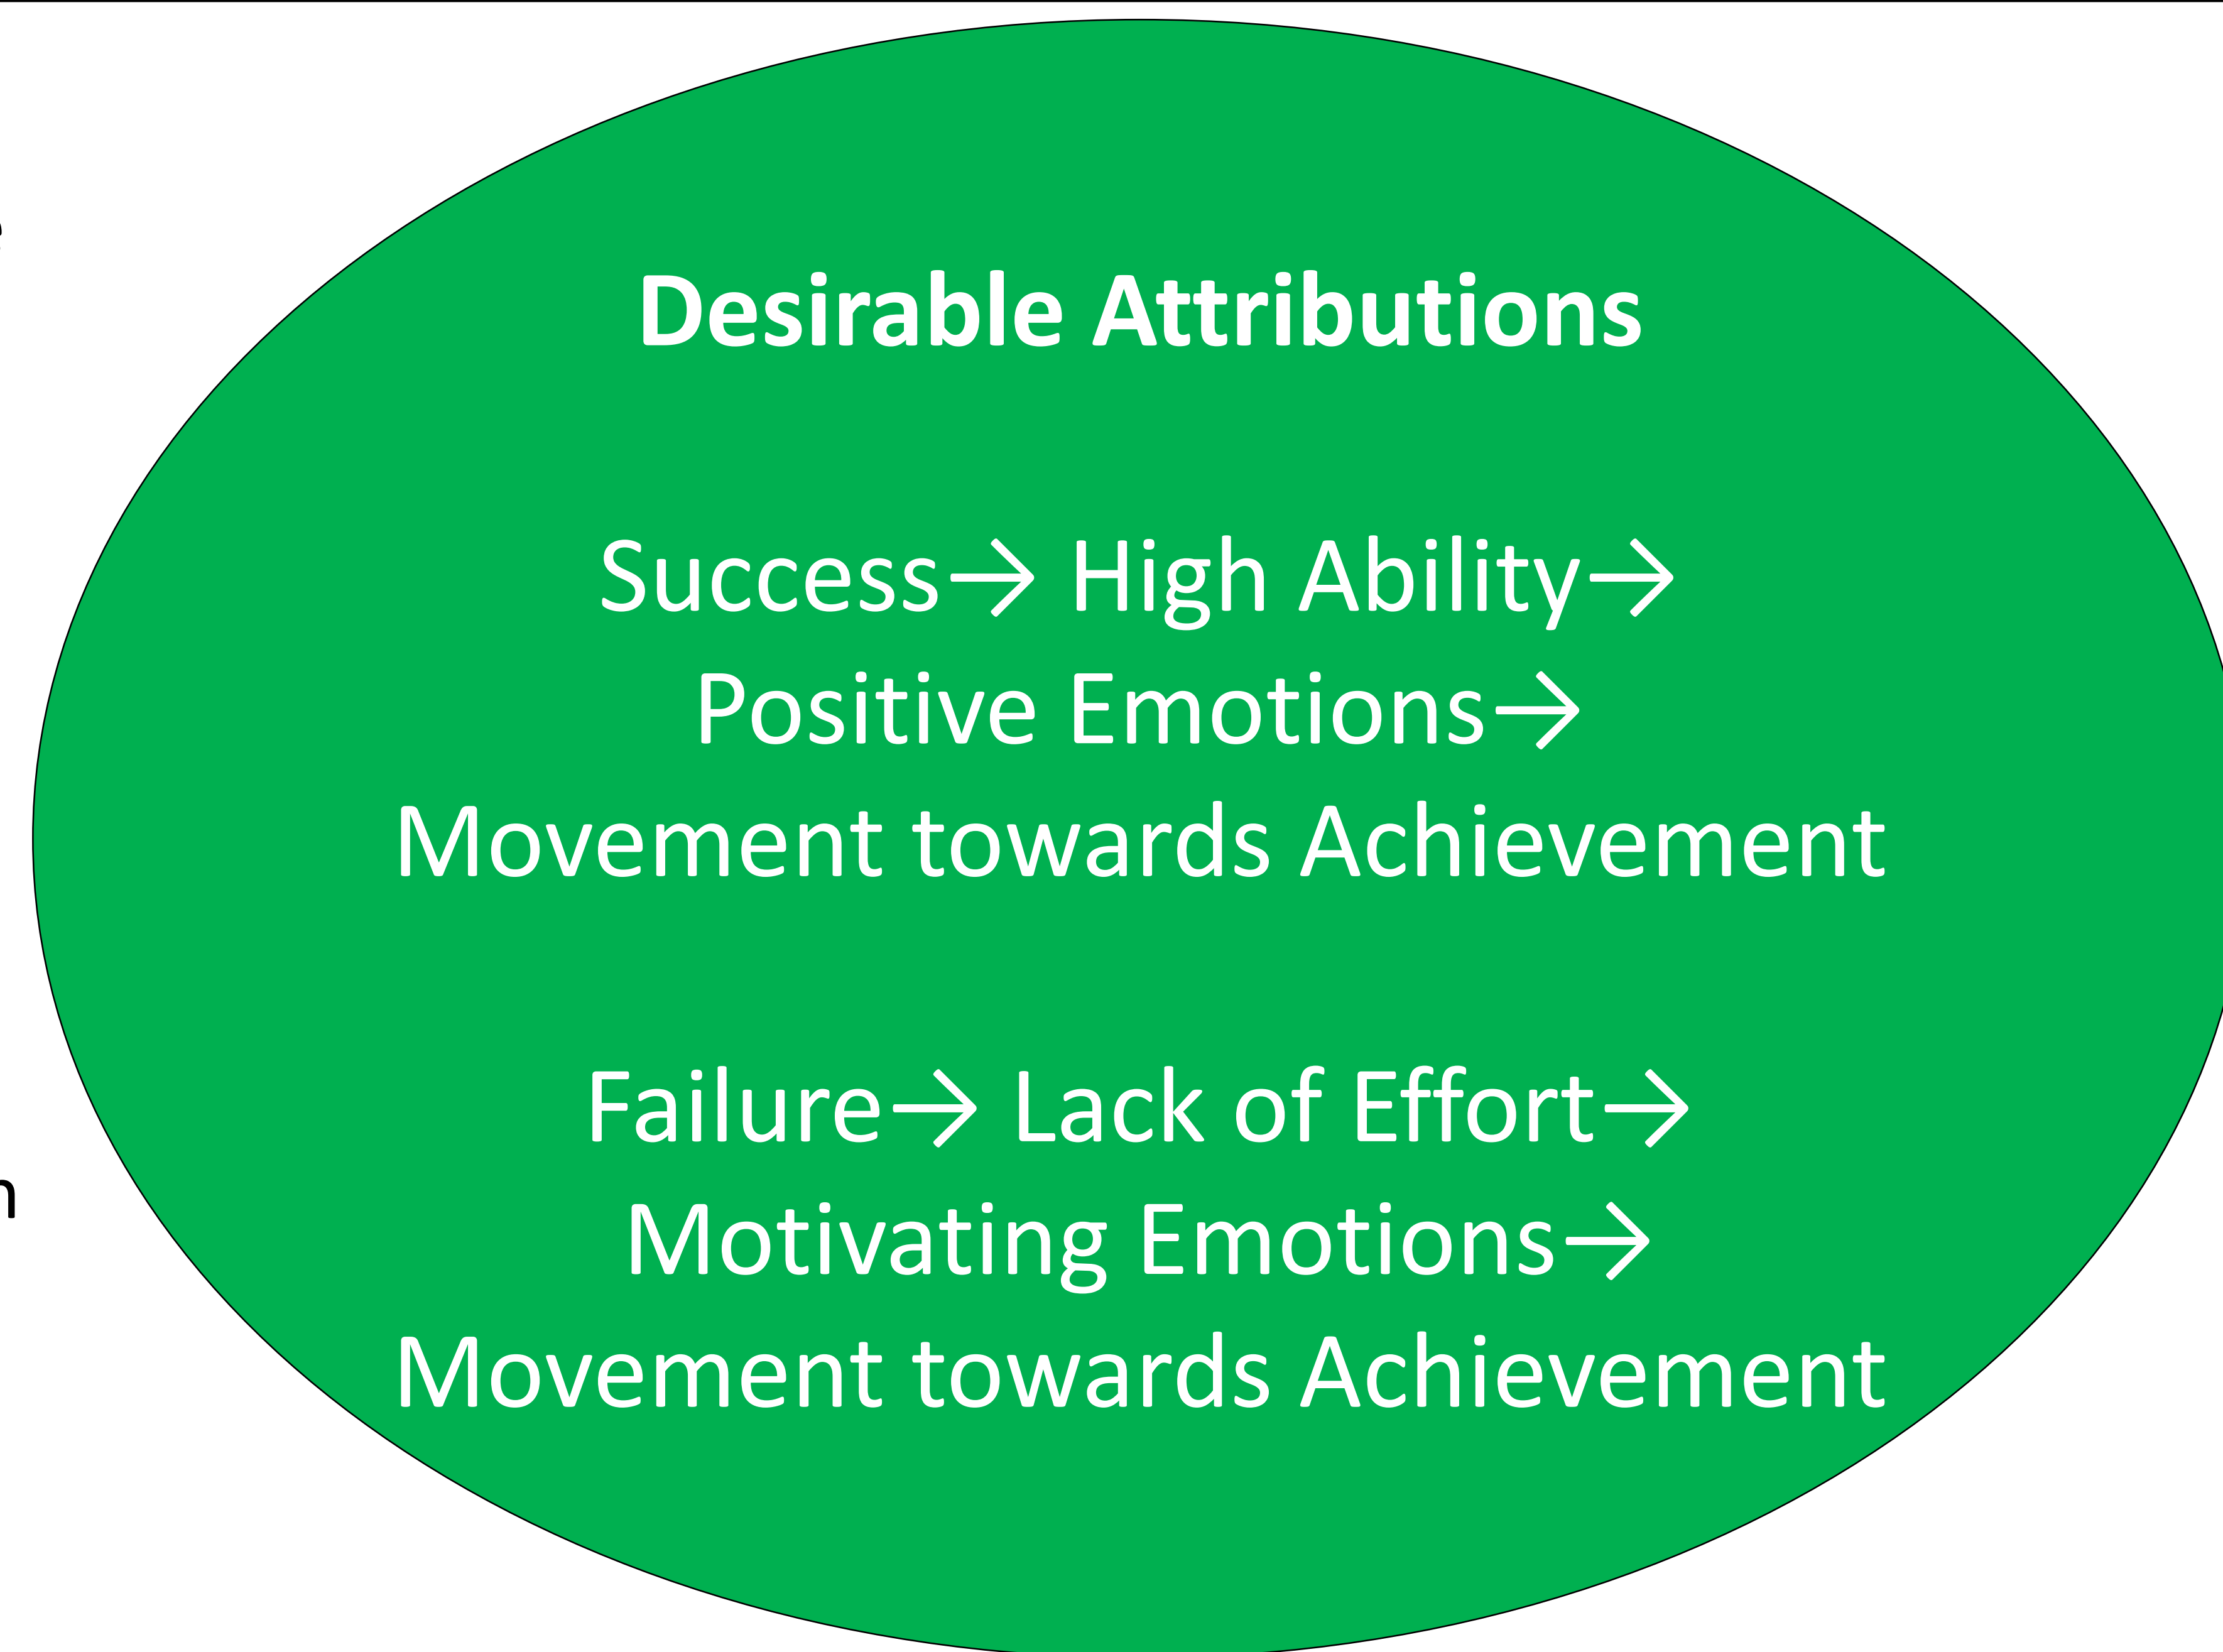 Desirable Attributions
Success→ High Ability→
Positive Emotions→
Movement towards Achievement
Failure→ Lack of Effort→
Motivating Emotions→
Movement towards Achievement